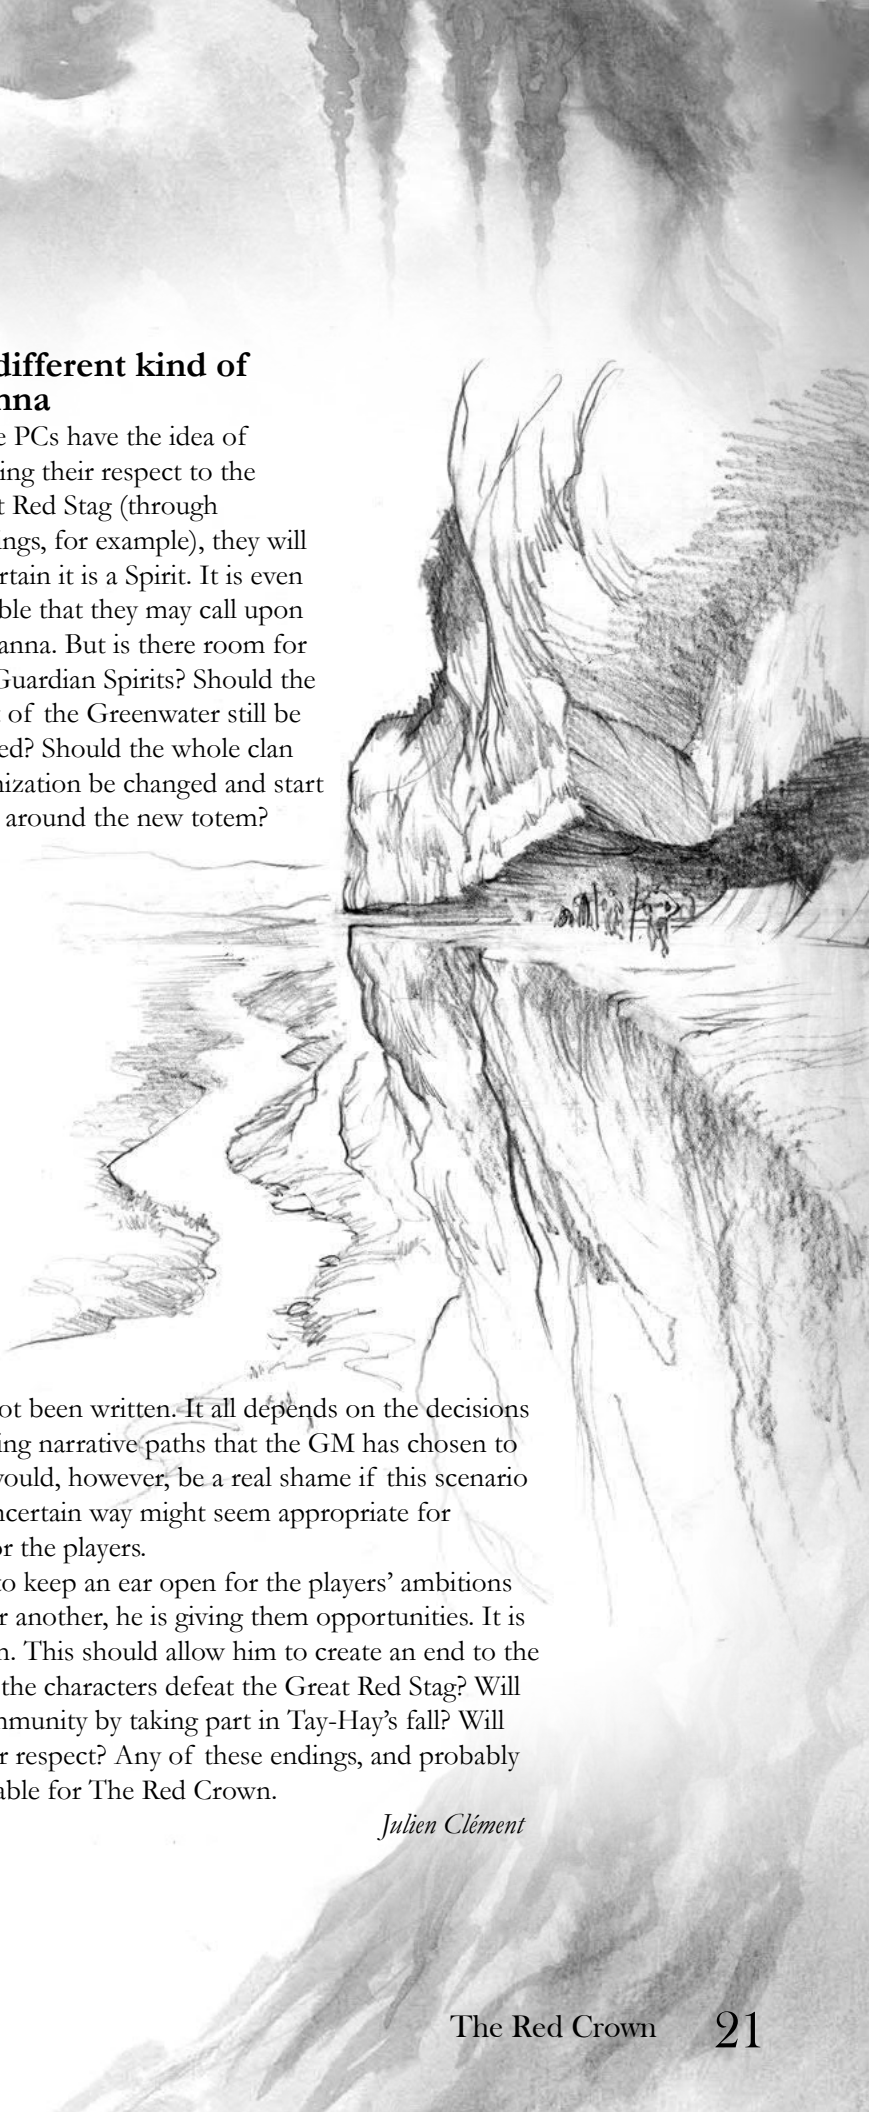 different kind of
nna
e PCs have the idea of
ing their respect to the
t Red Stag (through
ings, for example), they will
rtain it is a Spirit. It is even
ble that they may call upon
anna. But is there room for
Guardian Spirits? Should the
t of the Greenwater still be
ed? Should the whole clan
nization be changed and start
around the new totem?
ot been written. It all depends on the decisions
ing narrative paths that the GM has chosen to
would, however, be a real shame if this scenario
ncertain way might seem appropriate for
or the players.
to keep an ear open for the players’ ambitions
r another, he is giving them opportunities. It is
n. This should allow him to create an end to the
the characters defeat the Great Red Stag? Will
mmunity by taking part in Tay-Hay’s fall? Will
r respect? Any of these endings, and probably
able for The Red Crown.
Julien Clément
The Red Crown 21